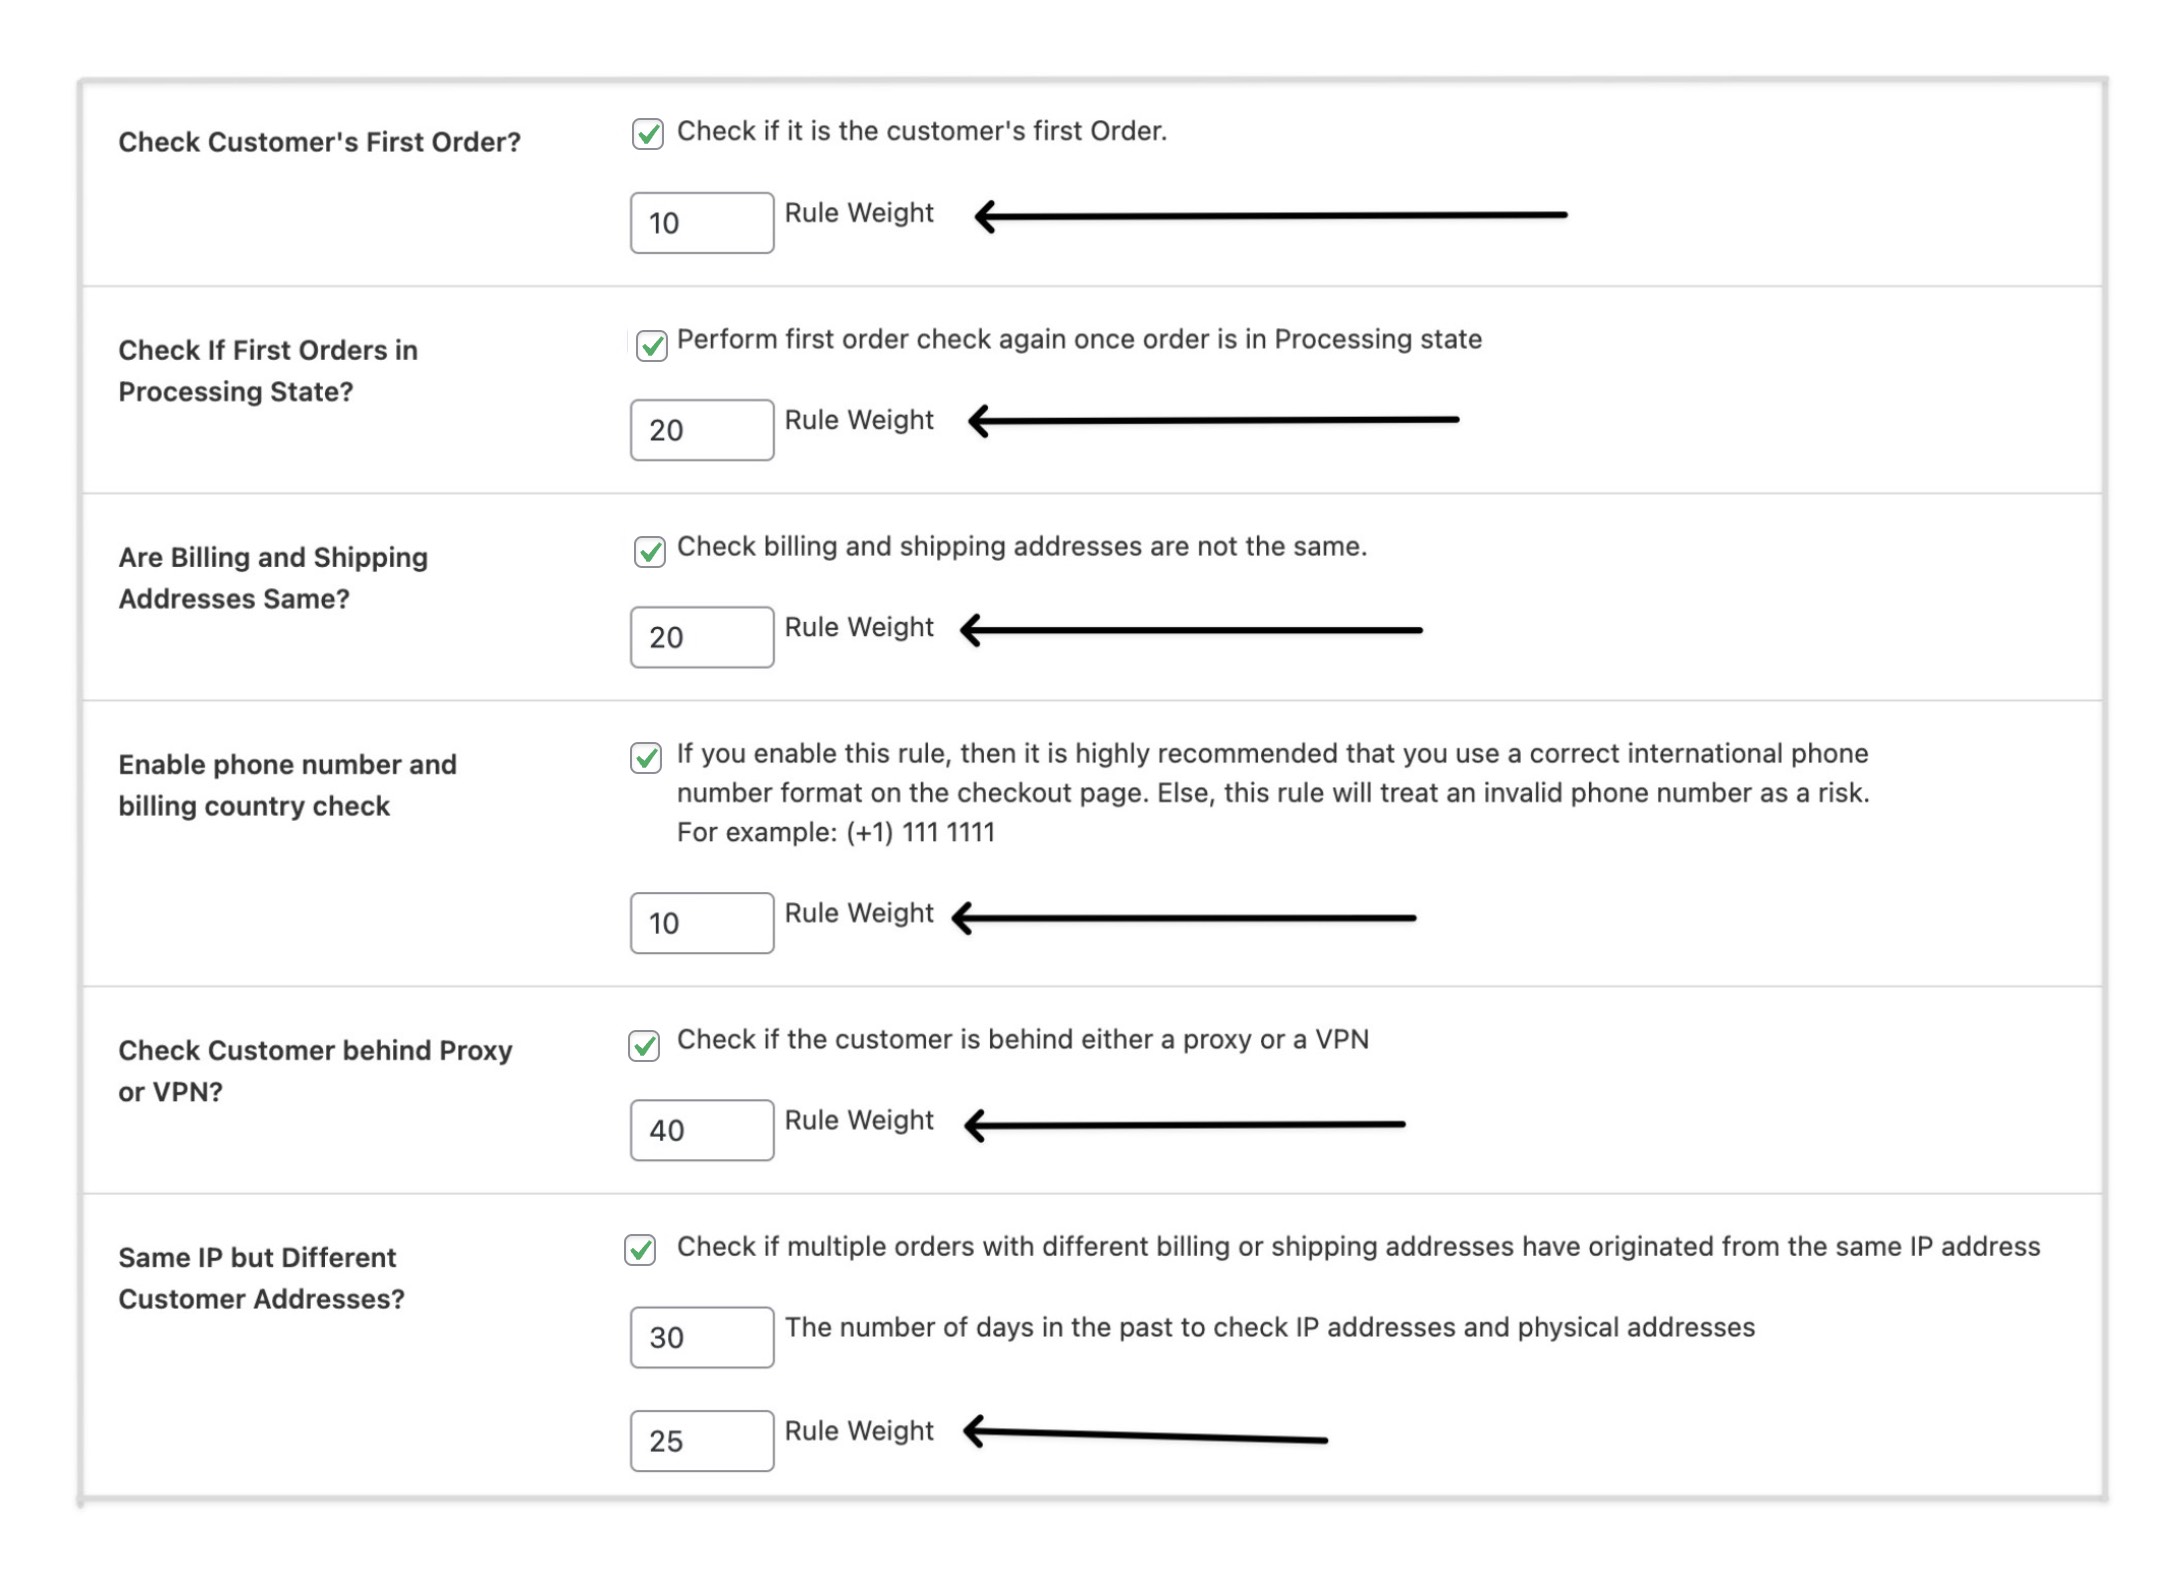 Check Customer's First Order?
Check if it is the customer's first Order.
10 Rule Weight
Check If First Orders in
Processing State?
Perform first order check again once order is in Processing state
20 Rule Weight
Are Billing and Shipping
Addresses Same?
Check billing and shipping addresses are not the same.
20 Rule Weight
Enable phone number and
billing country check
If you enable this rule, then it is highly recommended that you use a correct international phone
number format on the checkout page. Else, this rule will treat an invalid phone number as a risk.
For example: (+1) 111 1111
10 Rule Weight
Check Customer behind Proxy
or VPN?
Check if the customer is behind either a proxy or a VPN
40 Rule Weight
Same IP but Different
Customer Addresses?
Check if multiple orders with different billing or shipping addresses have originated from the same IP address
30 The number of days in the past to check IP addresses and physical addresses
25 Rule Weight